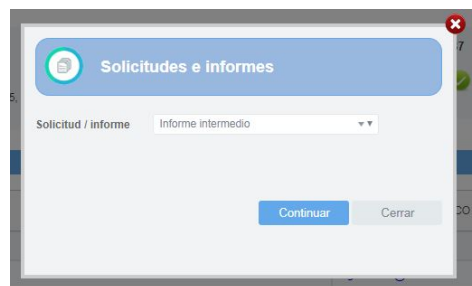 Solicitudes e informes
Solicitud / informe
Informe intermedio
Continuar
Cerrar